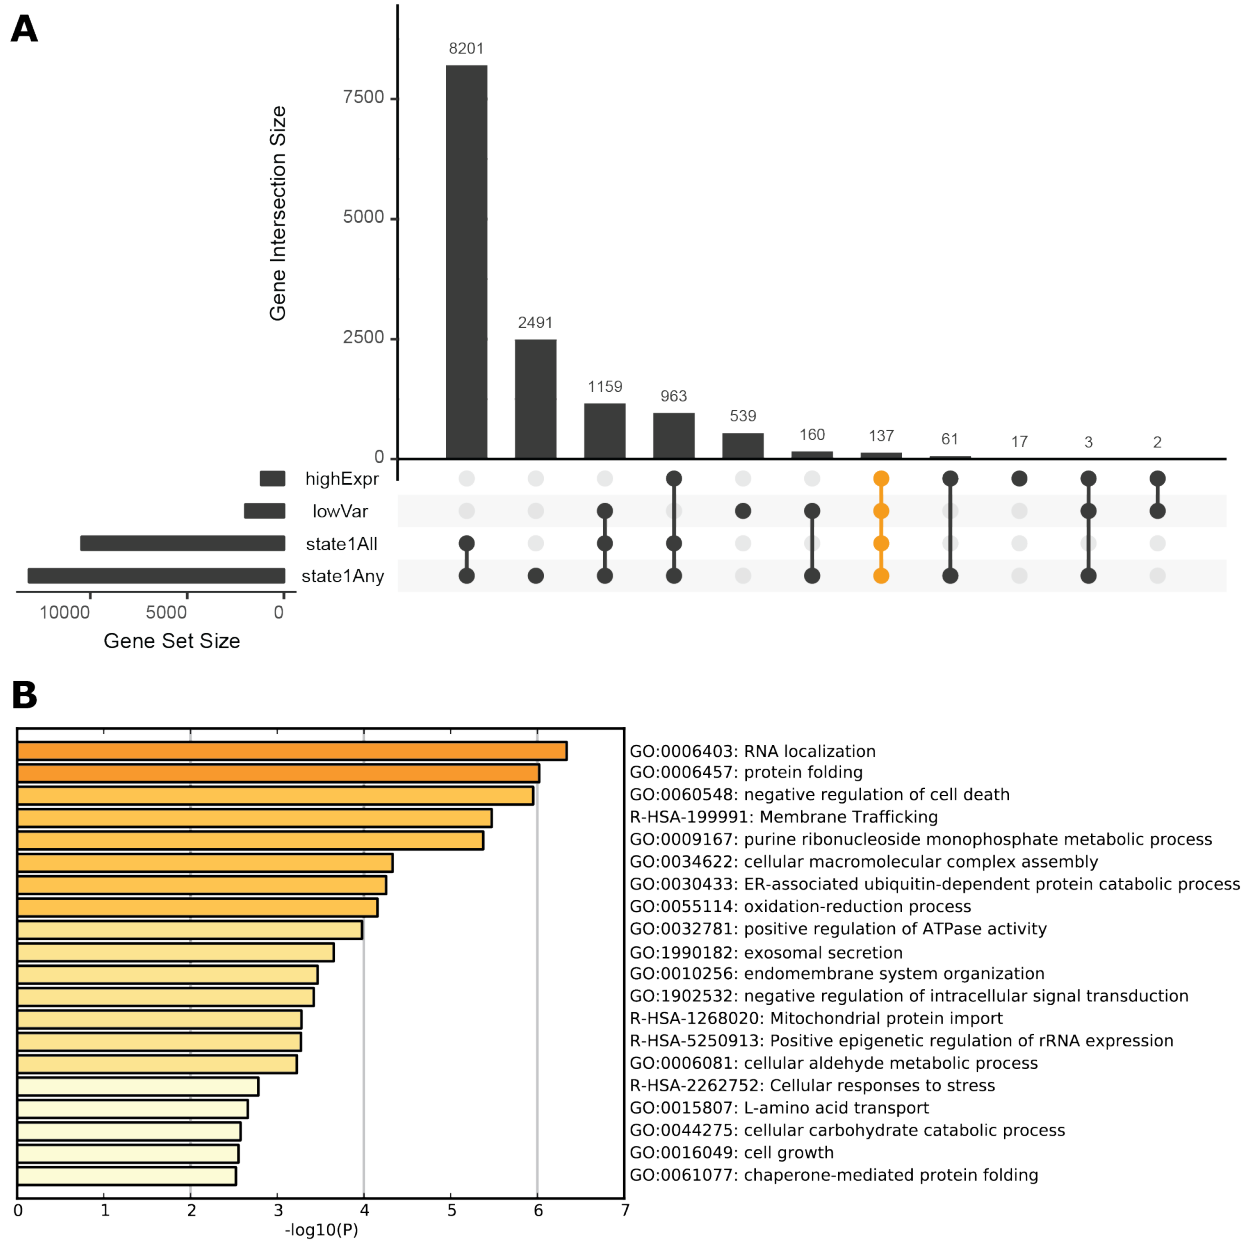 A
Gene Intersection Size
7500
5000
2500
0
8201
2491
1159
963
539
160
137
61
17
3
2
highExpr
lowVar
state1All
state1Any
10000 5000 0
Gene Set Size
B
GO:0006403: RNA localization
GO:0006457: protein folding
GO:0060548: negative regulation of cell death
R-HSA-199991: Membrane Trafficking
GO:0009167: purine ribonucleoside monophosphate metabolic process
GO:0034622: cellular macromolecular complex assembly
GO:0030433: ER-associated ubiquitin-dependent protein catabolic process
GO:0055114: oxidation-reduction process
GO:0032781: positive regulation of ATPase activity
GO:1990182: exosomal secretion
GO:0010256: endomembrane system organization
GO:1902532: negative regulation of intracellular signal transduction
R-HSA-1268020: Mitochondrial protein import
R-HSA-5250913: Positive epigenetic regulation of rRNA expression
GO:0006081: cellular aldehyde metabolic process
R-HSA-2262752: Cellular responses to stress
GO:0015807: L-amino acid transport
GO:0044275: cellular carbohydrate catabolic process
GO:0016049: cell growth
GO:0061077: chaperone-mediated protein folding
0 1 2 3 4 5 6 7
-log10(P)